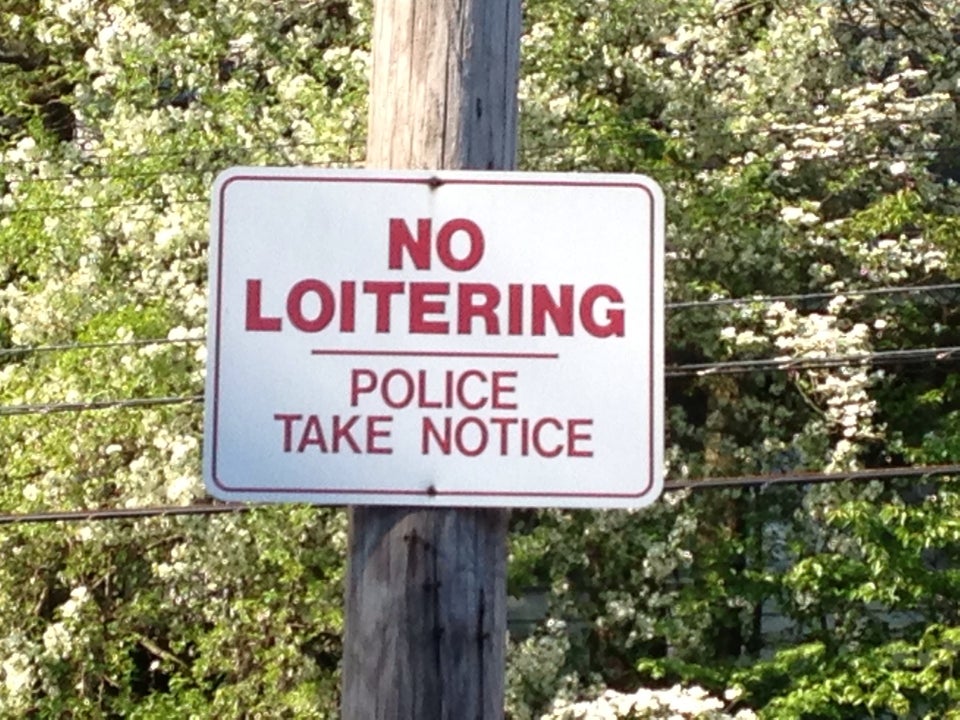 NO
LOITERING
POLICE
TAKE NOTICE